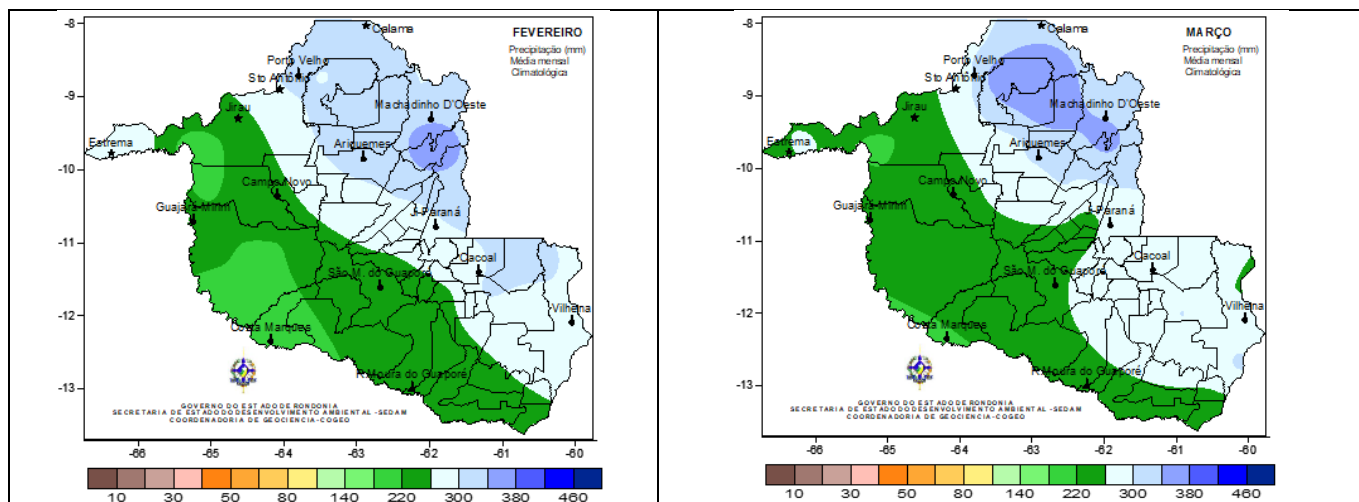 FEVEREIRO
Precipitação (mm)
Média mensal
Climatológica
-8
-9
-10
-11
-12
-13
Calama
Porto Velho
Sto Antônio
Jirau
Machadinho D'Oeste
Estrema
Ariquemes
Campo Novo
Guajará-Mirim
Ji-Paraná
Cacoal
São M. do Guaporé
Vilhena
Costa Marques
P.Moura do Guaporé
GOVERNO DO ESTADO DE RONDONIA
SECRETARIA DE ESTADO DO DESENVOLVIMENTO AMBIENTAL -SEDAM
COORDENADORIA DE GEOCIENCIA-COGEO
-66 -65 -64 -63 -62 -61 -60
10 30 50 80 140 220 300 380 460
MARÇO
Precipitação (mm)
Média mensal
Climatológica
-8
-9
-10
-11
-12
-13
Calama
Porto Velho
Sto Antônio
Jirau
Machadinho D'Oeste
Estrema
Ariquemes
Campo Novo
Guajará-Mirim
Ji-Paraná
Cacoal
São M. do Guaporé
Vilhena
Costa Marques
P.Moura do Guaporé
GOVERNO DO ESTADO DE RONDONIA
SECRETARIA DE ESTADO DO DESENVOLVIMENTO AMBIENTAL -SEDAM
COORDENADORIA DE GEOCIENCIA-COGEO
-66 -65 -64 -63 -62 -61 -60
10 30 50 80 140 220 300 380 460